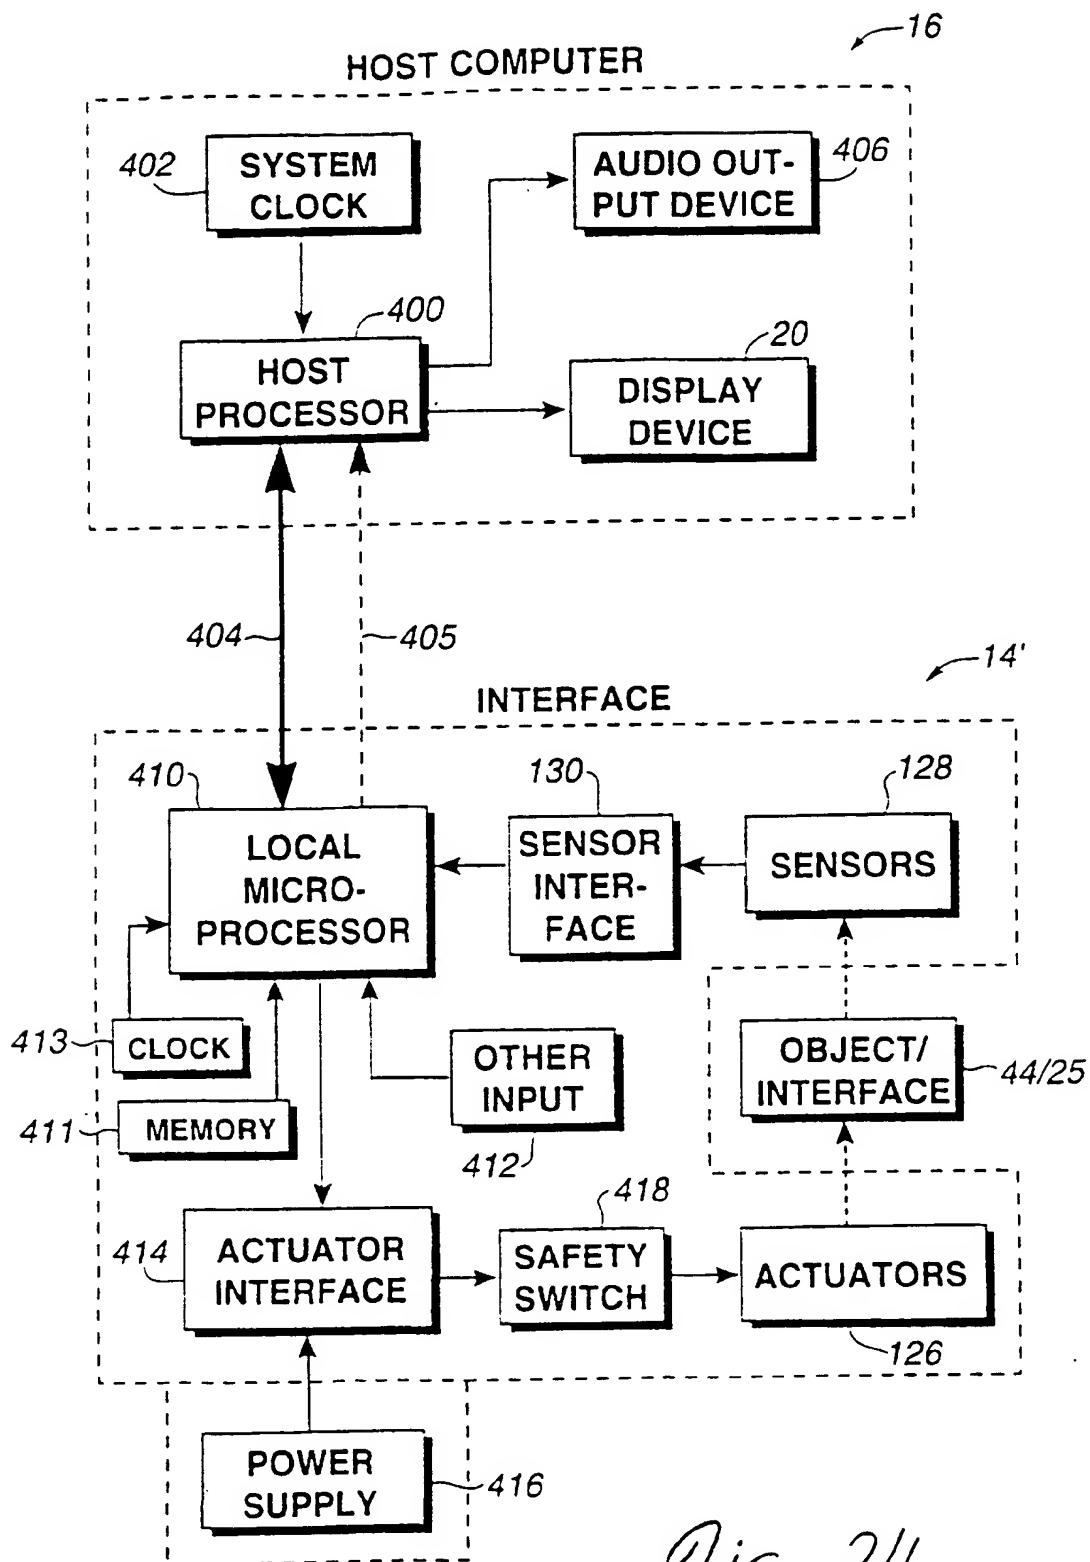 16
HOST COMPUTER
402
SYSTEM
CLOCK
AUDIO OUT-
PUT DEVICE
406
400
HOST
PROCESSOR
20
DISPLAY
DEVICE
404
405
14'
INTERFACE
410
LOCAL
MICRO-
PROCESSOR
130
SENSOR
INTER-
FACE
128
SENSORS
413
CLOCK
411
MEMORY
OTHER
INPUT
412
OBJECT/
INTERFACE
44/25
414
ACTUATOR
INTERFACE
418
SAFETY
SWITCH
ACTUATORS
126
POWER
SUPPLY
416
Fig. 24